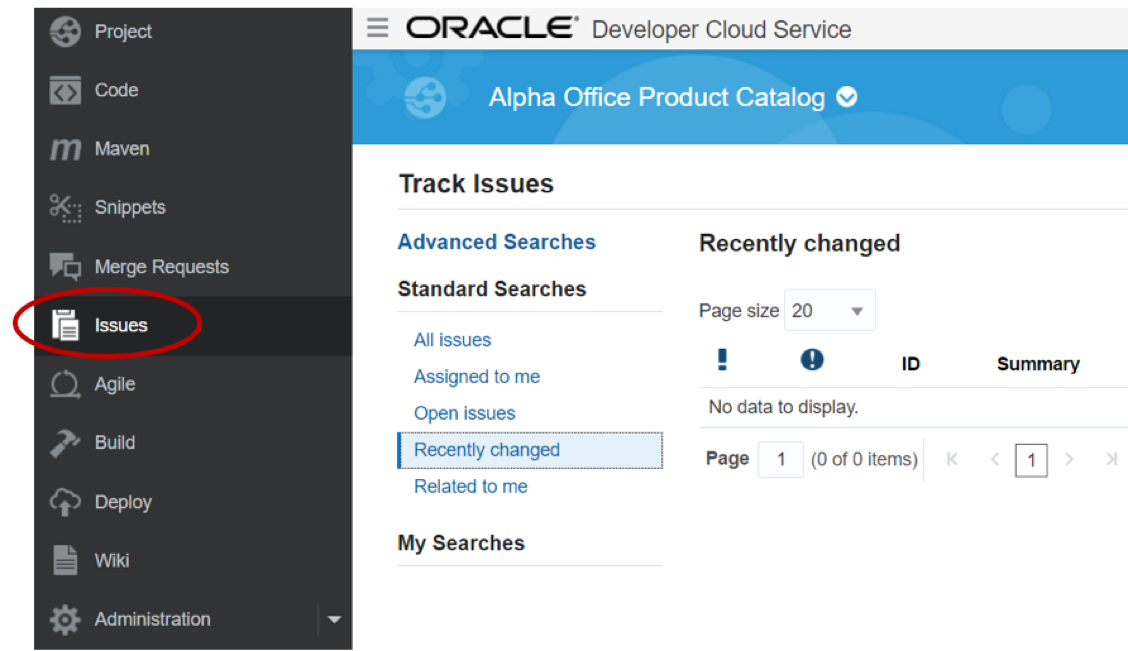 Project
Code
Maven
Snippets
Merge Requests
Issues
Agile
Build
Deploy
Wiki
Administration
ORACLE Developer Cloud Service
Alpha Office Product Catalog
Track Issues
Advanced Searches
Standard Searches
All issues
Assigned to me
Open issues
Recently changed
Related to me
My Searches
Recently changed
Page size 20
ID Summary
No data to display.
Page 1 (0 of 0 items) 1